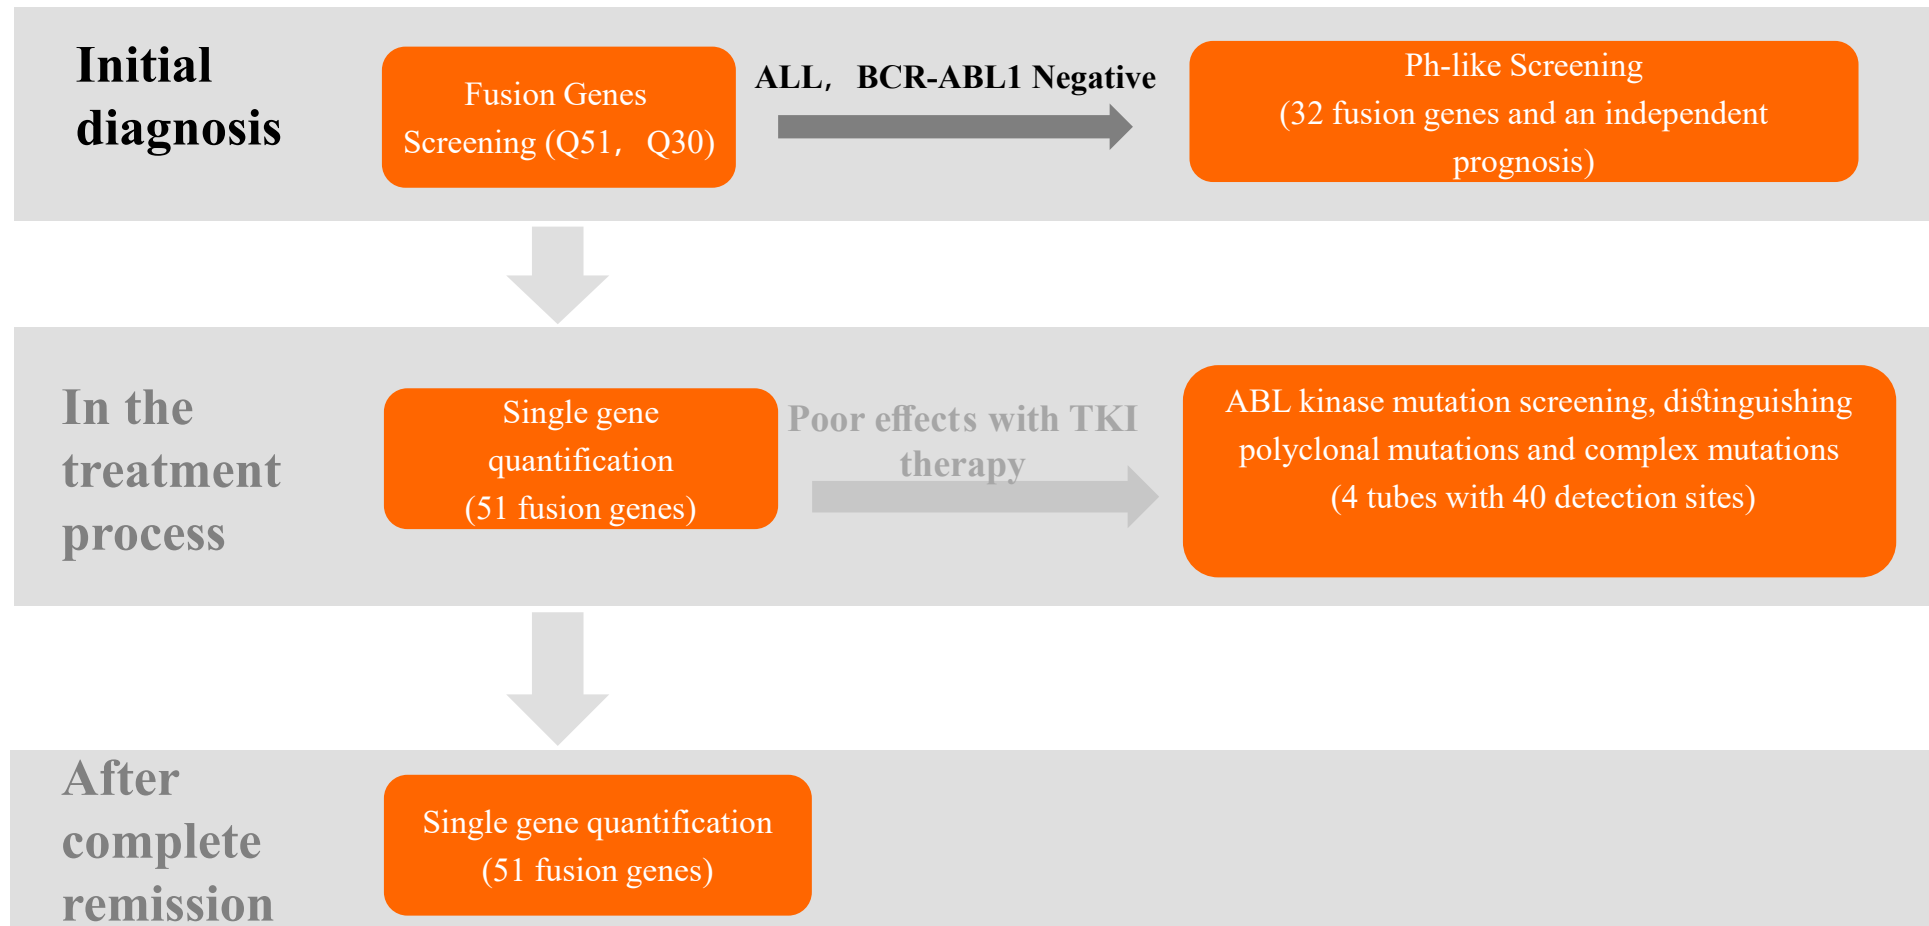 Initial
diagnosis
Fusion Genes
Screening (Q51, Q30)
ALL, BCR-ABL1 Negative
Ph-like Screening
(32 fusion genes and an independent
prognosis)
In the
treatment
process
Single gene
quantification
(51 fusion genes)
Poor effects with TKI
therapy
ABL kinase mutation screening, distinguishing
polyclonal mutations and complex mutations
(4 tubes with 40 detection sites)
After
complete
remission
Single gene quantification
(51 fusion genes)